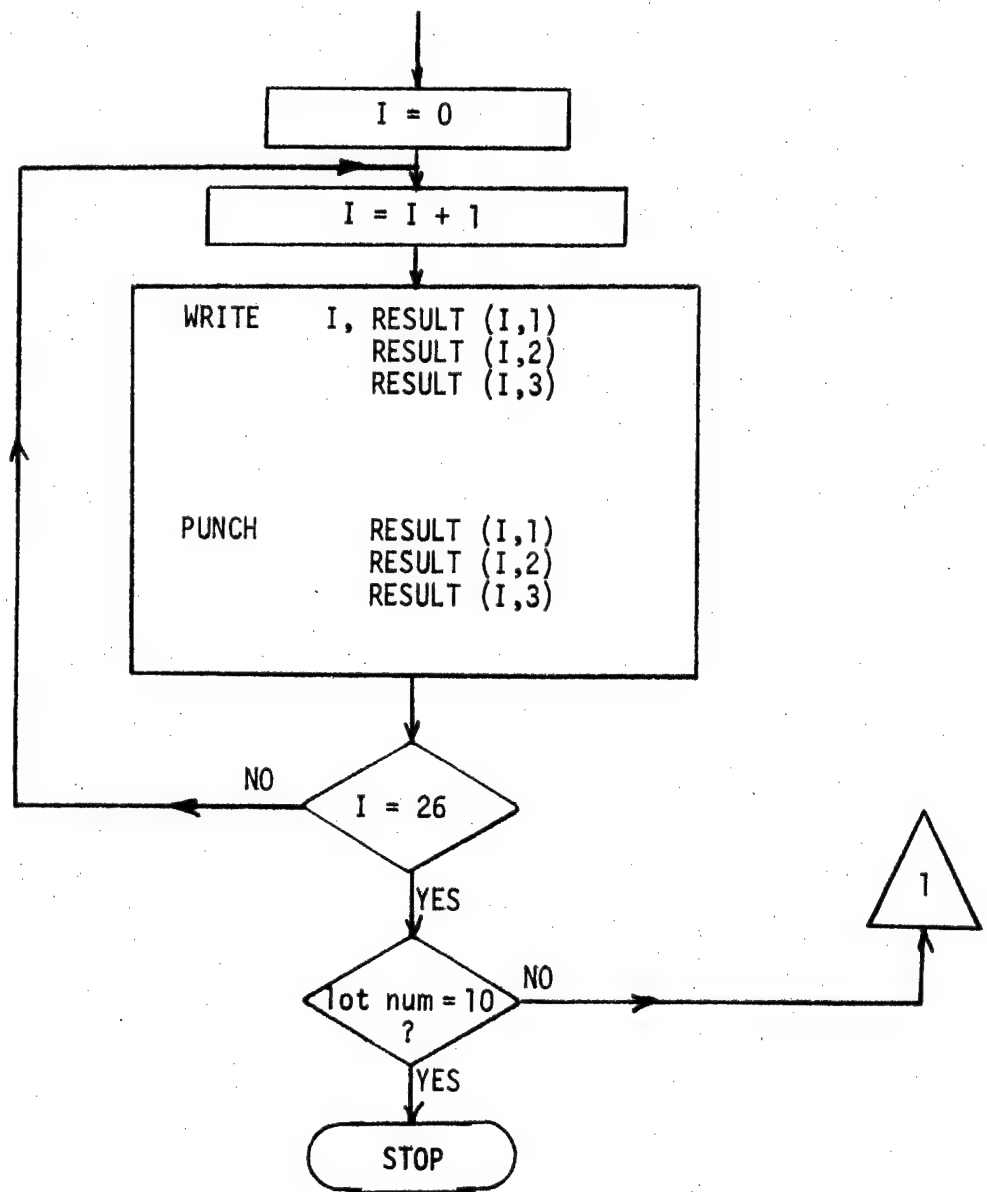 I = 0
I = I + 1
WRITE I, RESULT (I,1)
RESULT (I,2)
RESULT (I,3)
PUNCH RESULT (I,1)
RESULT (I,2)
RESULT (I,3)
NO
I = 26
YES
1
lot num = 10
?
NO
YES
STOP